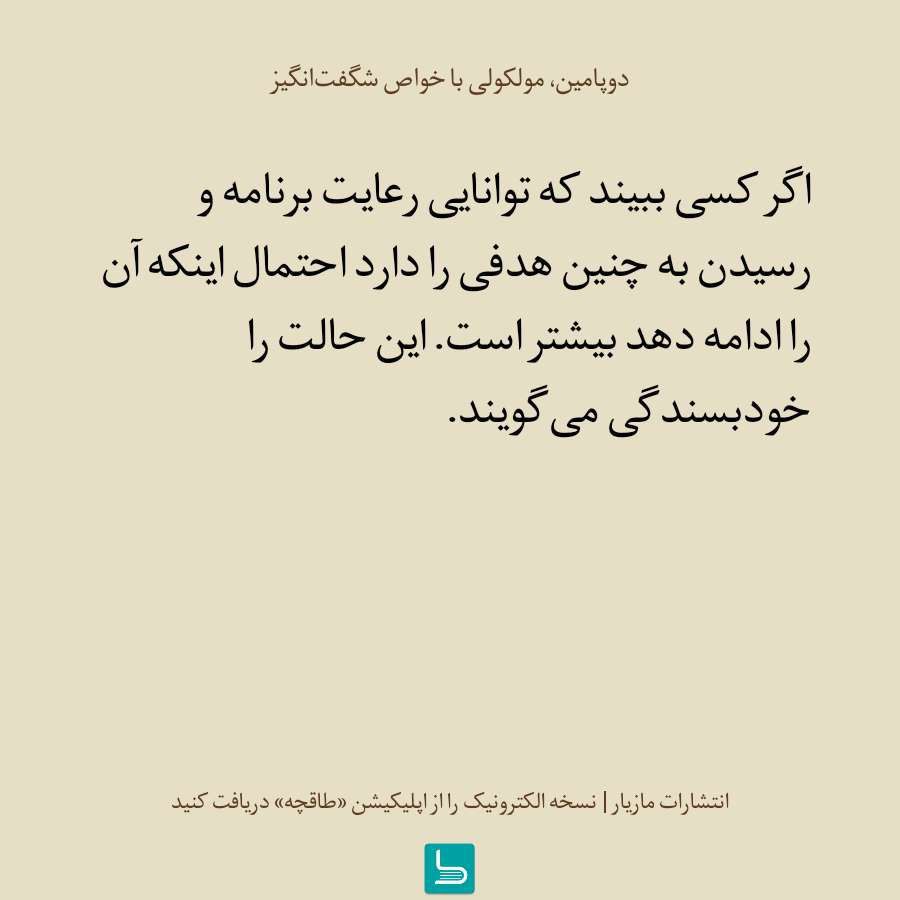 دوپامین، مولکولی با خواص شگفت‌انگیز
اگر کسی ببیند که توانایی رعایت برنامه و
رسیدن به چنین هدفی را دارد احتمال اینکه آن
را ادامه دهد بیشتر است. این حالت را
خودبسندگی می‌گویند.
انتشارات مازیار | نسخه الکترونیک را از اپلیکیشن «طاقچه» دریافت کنید